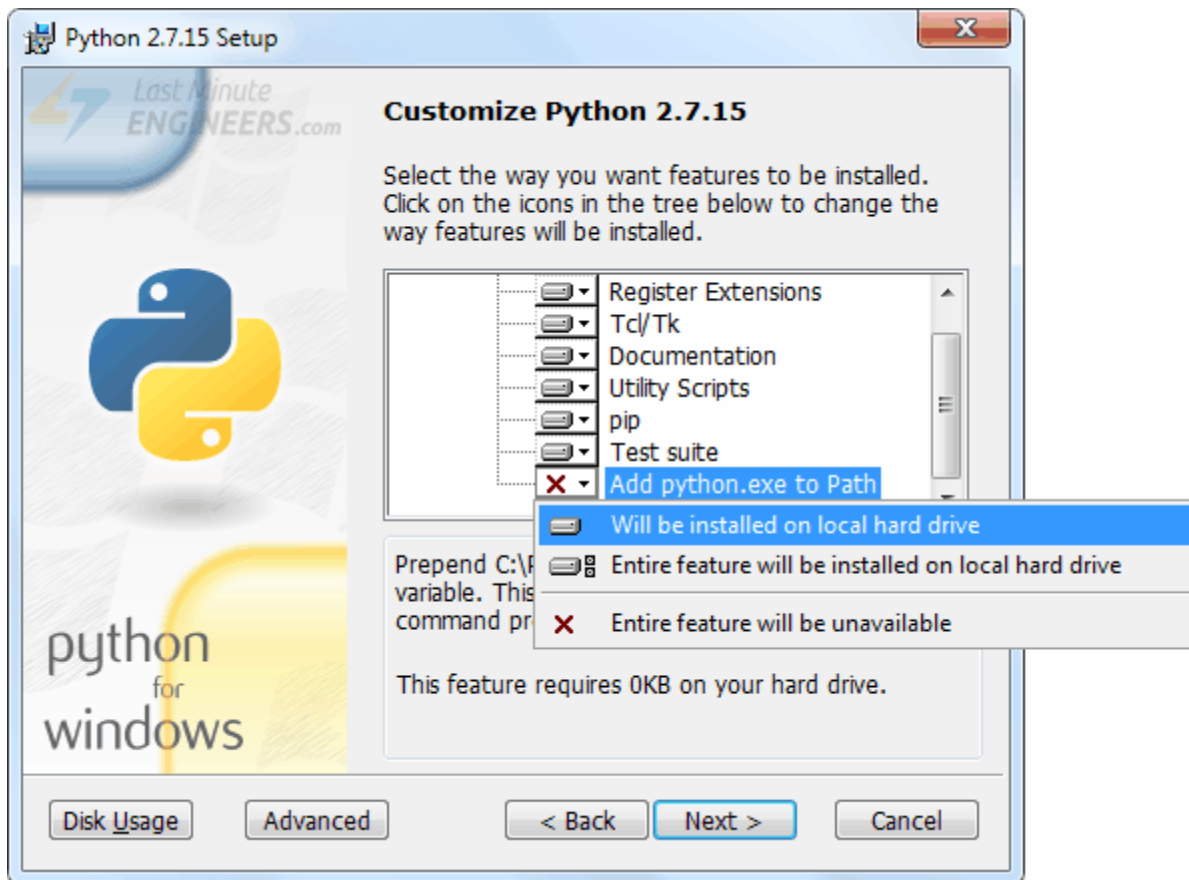 Python 2.7.15 Setup
Last Minute
ENGINEERS.com
Customize Python 2.7.15
Select the way you want features to be installed.
Click on the icons in the tree below to change the
way features will be installed.
Register Extensions
Tcl/Tk
Documentation
Utility Scripts
pip
Test suite
Add python.exe to Path
Will be installed on local hard drive
Entire feature will be installed on local hard drive
Entire feature will be unavailable
Prepend
variable. This
command
This feature requires 0KB on your hard drive.
python
for
windows
Disk Usage
Advanced
< Back
Next >
Cancel